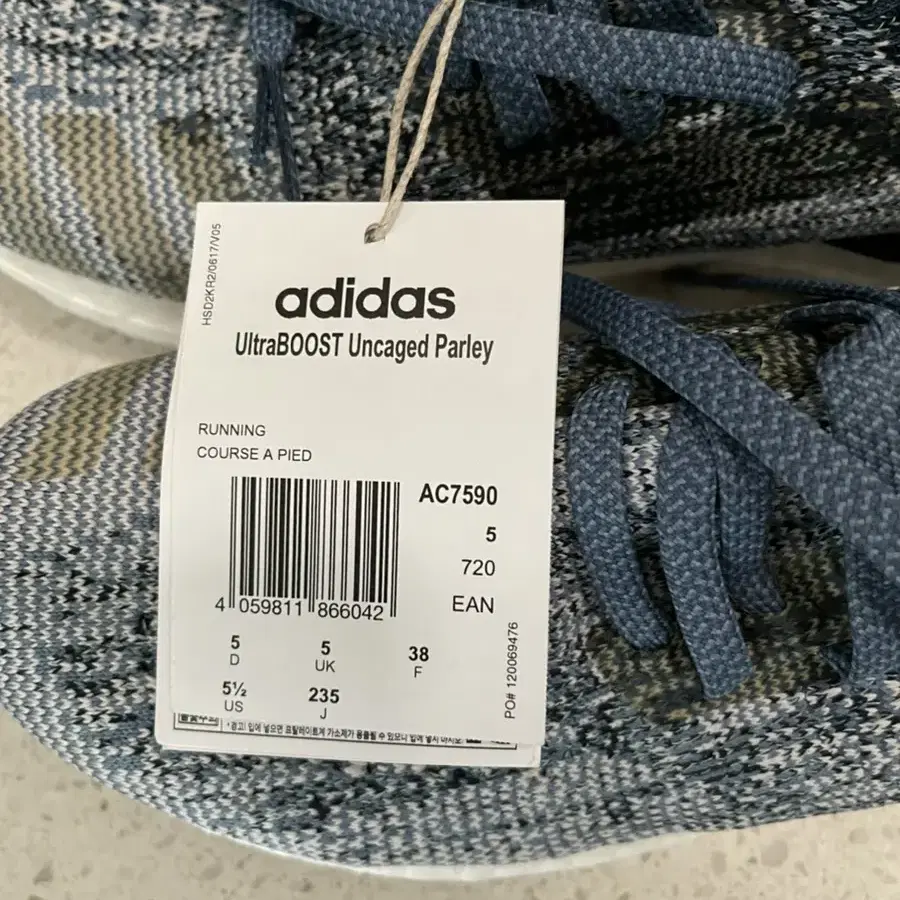 HSD2KR2/0617/V05
adidas
UltraBOOST Uncaged Parley
RUNNING
COURSE A PIED
AC7590
5
720
EAN
4 059811 866042
5 5 38
D UK F
5½ 235
US J
PO# 120069476